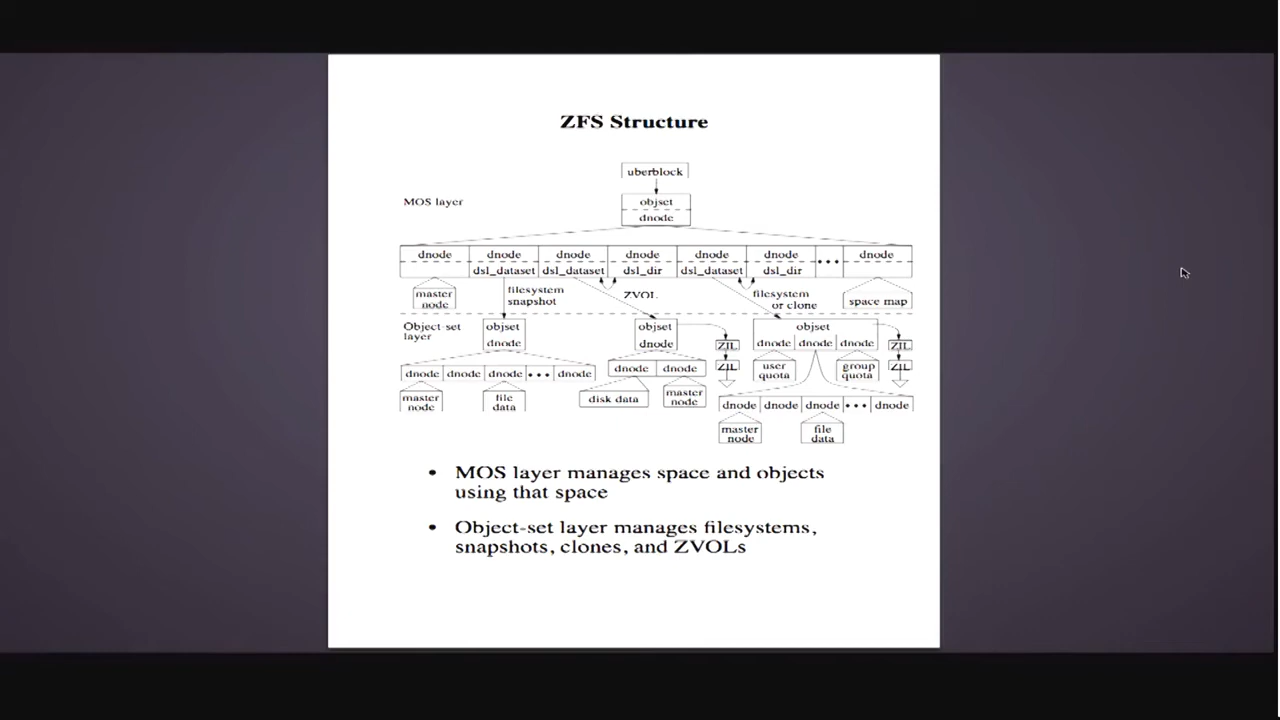 ZFS Structure
uberblock
MOS layer
objset
dnode
dnode dnode dnode dnode dnode dnode ••• dnode
dsl_dataset dsl_dataset dsl_dir dsl_dataset dsl_dir
master
node
filesystem
snapshot
ZVOL
filesystem
or clone
space map
Object-set
layer
objset
dnode
objset
dnode
ZIL
ZIL
objset
dnode dnode dnode
ZIL
ZIL
user
quota
group
quota
dnode dnode dnode ••• dnode
master
node
file
data
dnode dnode
disk data
master
node
dnode dnode dnode ••• dnode
master
node
file
data
• MOS layer manages space and objects
using that space
• Object-set layer manages filesystems,
snapshots, clones, and ZVOLs